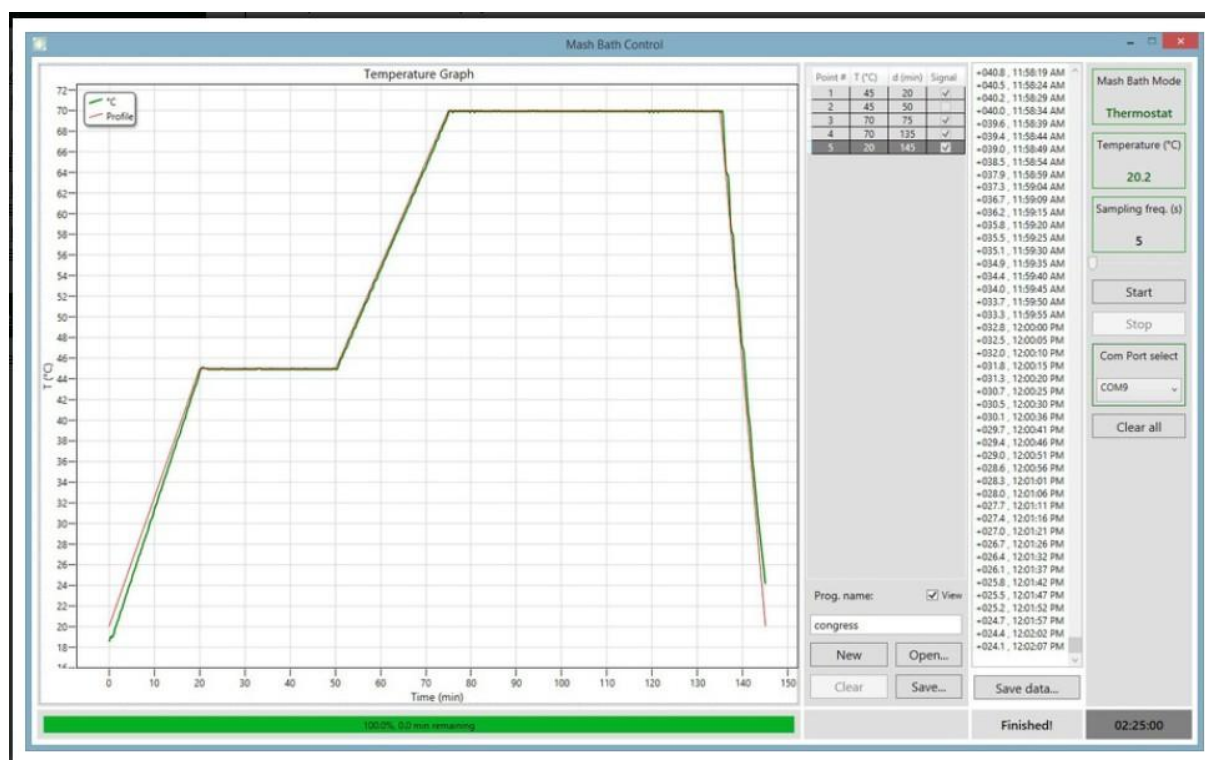 Mash Bath Control
Temperature Graph
°C
Profile
T (°C)
72
70
68
66
64
62
60
58
56
54
52
50
48
46
44
42
40
38
36
34
32
30
28
26
24
22
20
18
0 10 20 30 40 50 60 70 80 90 100 110 120 130 140 150
Time (min)
100.0%, 0.0 min remaining
Point # T (°C) d (min) Signal
1 45 20
2 45 50
3 70 75
4 70 135
5 20 145
Prog. name: View
congress
New Open...
Clear Save...
+040.8 , 11:58:19 AM
+040.5 , 11:58:24 AM
+040.2 , 11:58:29 AM
+040.0 , 11:58:34 AM
+039.6 , 11:58:39 AM
+039.4 , 11:58:44 AM
+039.0 , 11:58:49 AM
+038.5 , 11:58:54 AM
+037.9 , 11:58:59 AM
+037.3 , 11:59:04 AM
+036.7 , 11:59:09 AM
+036.2 , 11:59:15 AM
+035.8 , 11:59:20 AM
+035.5 , 11:59:25 AM
+035.1 , 11:59:30 AM
+034.9 , 11:59:35 AM
+034.4 , 11:59:40 AM
+034.0 , 11:59:45 AM
+033.7 , 11:59:50 AM
+033.3 , 11:59:55 AM
+032.8 , 12:00:00 PM
+032.5 , 12:00:05 PM
+032.0 , 12:00:10 PM
+031.8 , 12:00:15 PM
+031.3 , 12:00:20 PM
+030.7 , 12:00:25 PM
+030.5 , 12:00:30 PM
+030.1 , 12:00:36 PM
+029.7 , 12:00:41 PM
+029.4 , 12:00:46 PM
+029.0 , 12:00:51 PM
+028.6 , 12:00:56 PM
+028.3 , 12:01:01 PM
+028.0 , 12:01:06 PM
+027.7 , 12:01:11 PM
+027.4 , 12:01:16 PM
+027.0 , 12:01:21 PM
+026.7 , 12:01:26 PM
+026.4 , 12:01:32 PM
+026.1 , 12:01:37 PM
+025.8 , 12:01:42 PM
+025.5 , 12:01:47 PM
+025.2 , 12:01:52 PM
+024.7 , 12:01:57 PM
+024.4 , 12:02:02 PM
+024.1 , 12:02:07 PM
Save data...
Finished!
Mash Bath Mode
Thermostat
Temperature (°C)
20.2
Sampling freq. (s)
5
Start
Stop
Com Port select
COM9
Clear all
02:25:00